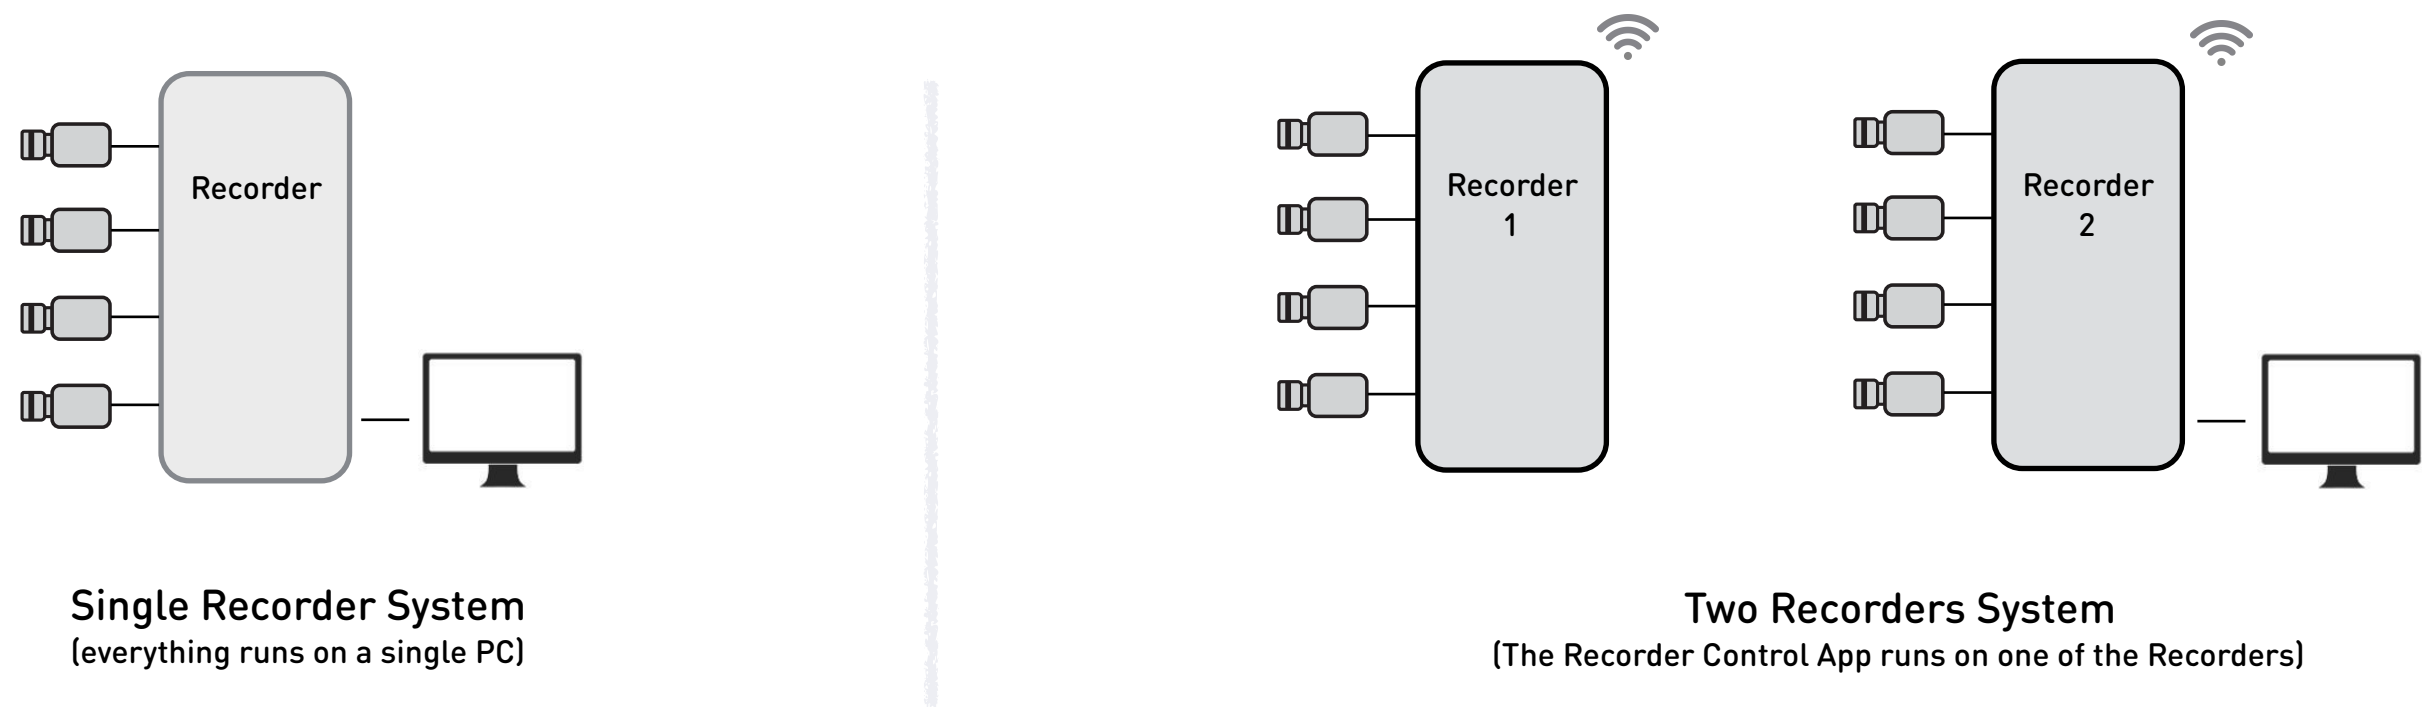 Recorder
Single Recorder System
(everything runs on a single PC)
Recorder
1
Recorder
2
Two Recorders System
(The Recorder Control App runs on one of the Recorders)